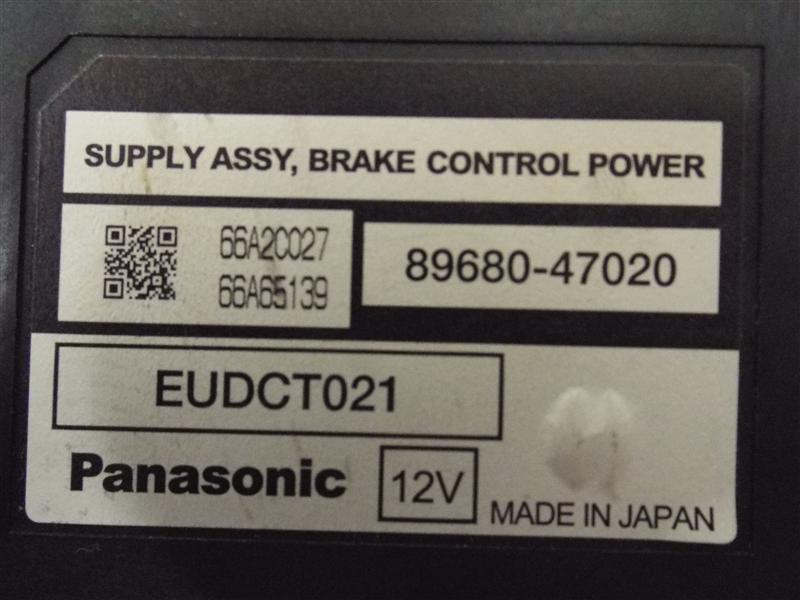 SUPPLY ASSY, BRAKE CONTROL POWER
66A2C027
66A65139
89680-47020
EUDCT021
Panasonic
12V
MADE IN JAPAN